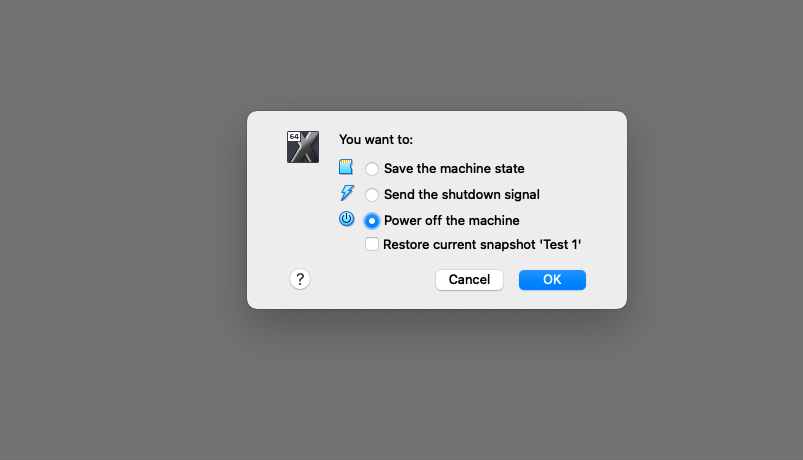 64
You want to:
Save the machine state
Send the shutdown signal
Power off the machine
Restore current snapshot 'Test 1'
?
Cancel
OK